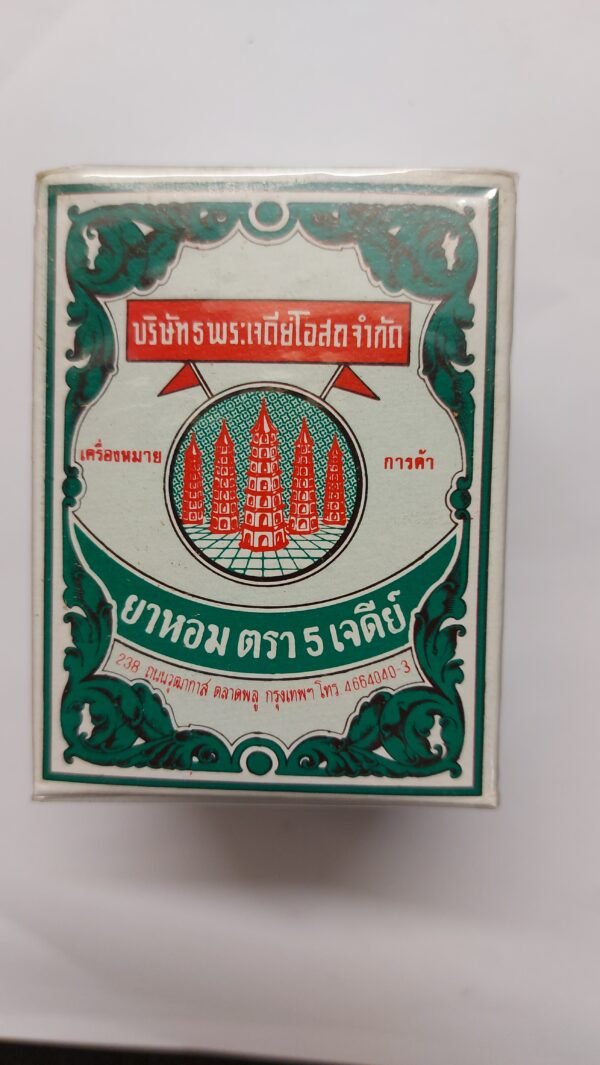 บริษัท5พระเจดีย์โอสถจำกัด
เครื่องหมาย การค้า
ยาหอม ตรา 5 เจดีย์
238 ถนนวุฒากาส ตลาดพลู กรุงเทพฯ โทร 4664040-3